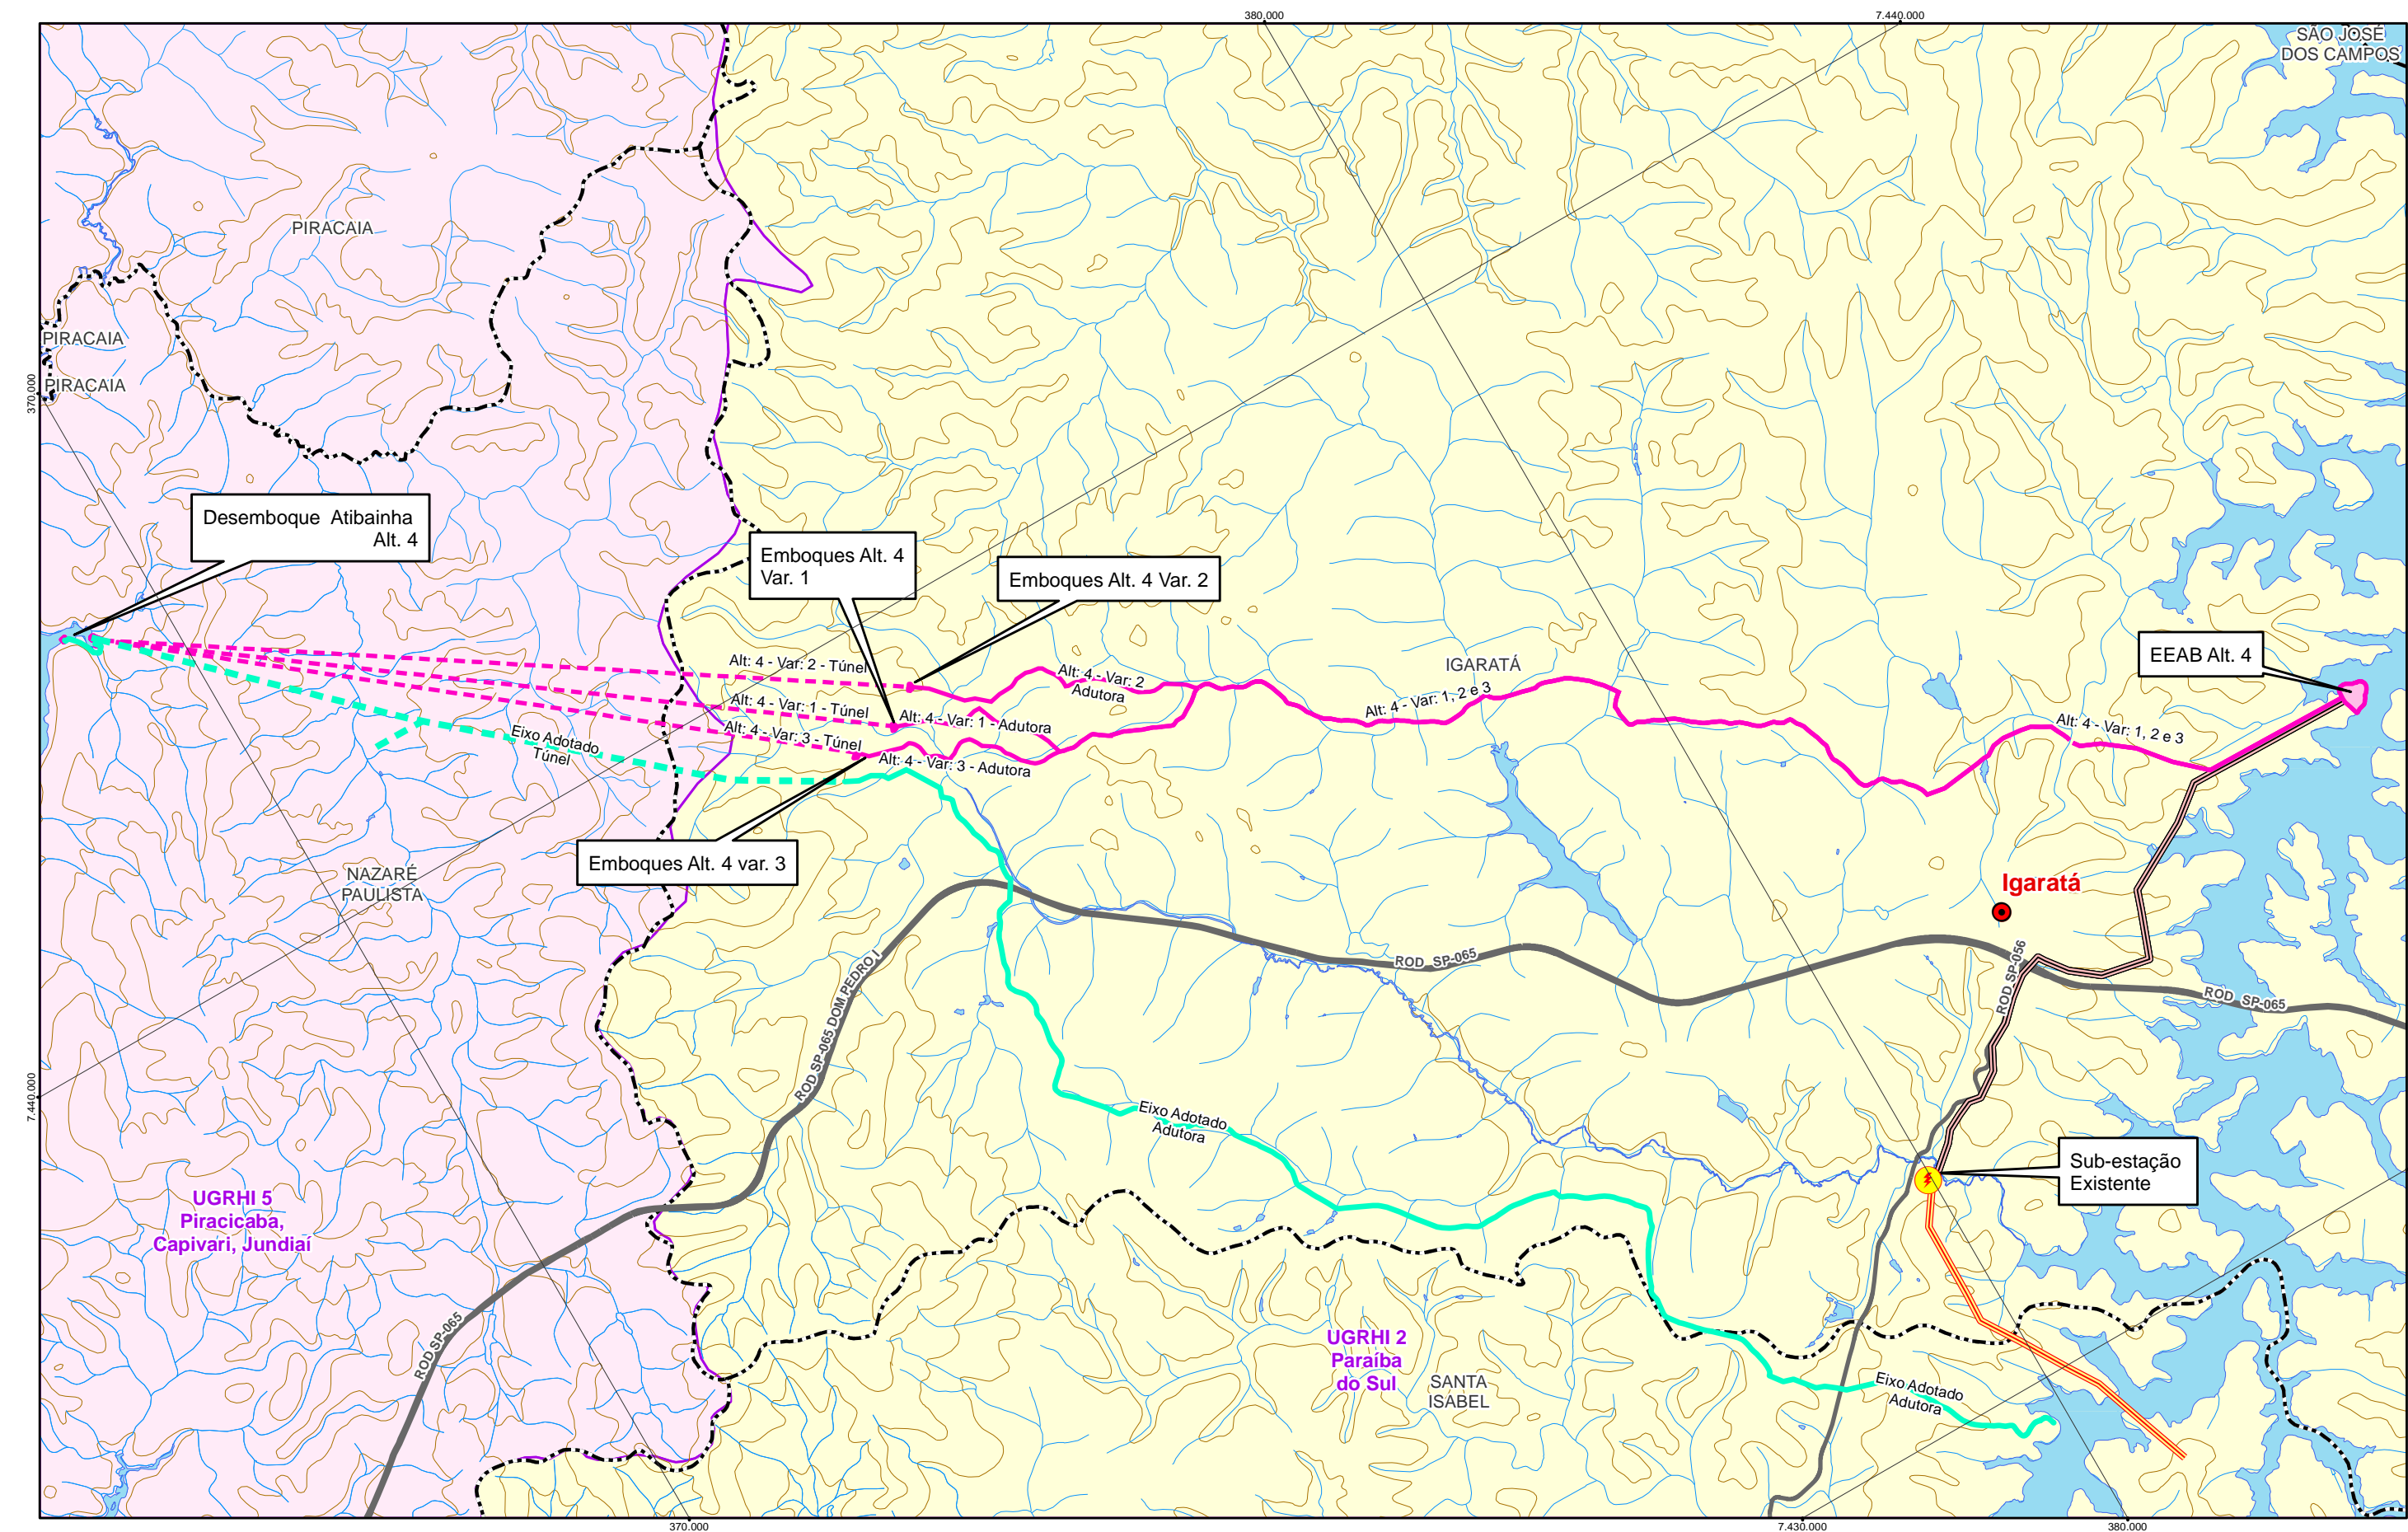 380.000
7.440.000
SÃO JOSÉ
DOS CAMPOS
PIRACAIA
PIRACAIA
370.000
PIRACAIA
Desemboque Atibainha
Alt. 4
Emboques Alt. 4
Var. 1
Emboques Alt. 4 Var. 2
EEAB Alt. 4
IGARATÁ
Alt: 4 - Var: 2 - Túnel
Alt: 4 - Var: 2
Adutora
Alt: 4 - Var: 1, 2 e 3
Alt: 4 - Var: 1 - Túnel
Alt: 4 - Var: 1 - Adutora
Alt: 4 - Var: 1, 2 e 3
Eixo Adotado
Túnel
Alt: 4 - Var: 3 - Túnel
Alt: 4 - Var: 3 - Adutora
Emboques Alt. 4 var. 3
NAZARÉ
PAULISTA
Igaratá
ROD SP-065 DOM PEDRO I
ROD SP-065
ROD SP-056
ROD SP-065
7.440.000
Eixo Adotado
Adutora
Sub-estação
Existente
UGRHI 5
Piracicaba,
Capivari, Jundiaí
ROD SP-065
UGRHI 2
Paraíba
do Sul
SANTA
ISABEL
Eixo Adotado
Adutora
370.000
7.430.000
380.000